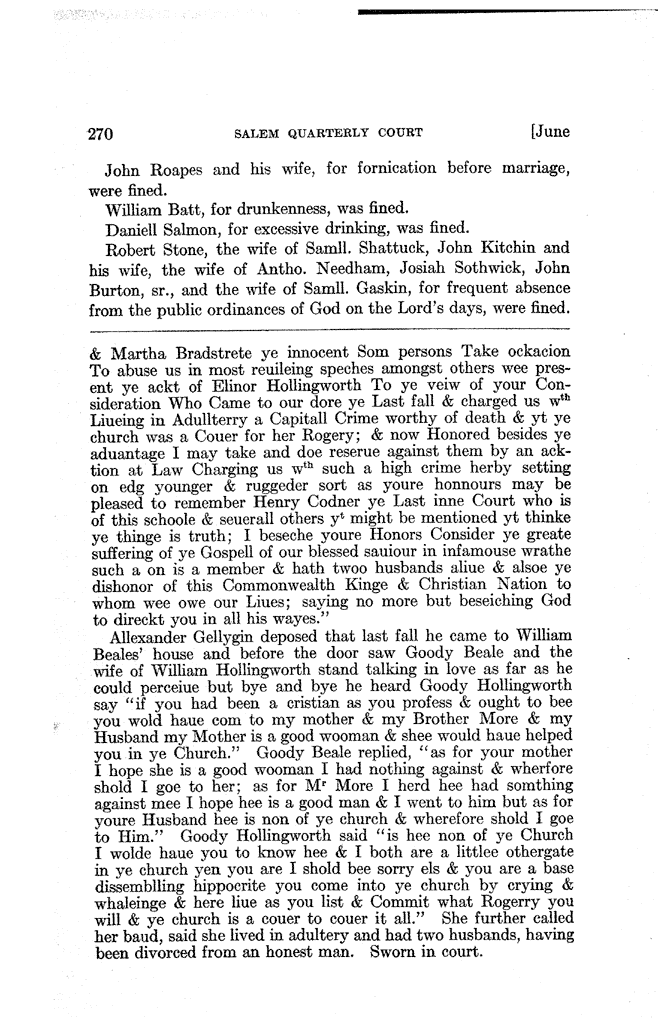 270 SALEM QUARTERLY COURT [June
John Roapes and his wife, for fornication before marriage,
were fined.
William Batt, for drunkenness, was fined.
Daniell Salmon, for excessive drinking, was fined.
Robert Stone, the wife of Samll. Shattuck, John Kitchin and
his wife, the wife of Antho. Needham, Josiah Sothwick, John
Burton, sr., and the wife of Samll. Gaskin, for frequent absence
from the public ordinances of God on the Lord's days, were fined.
& Martha Bradstrete ye innocent Som persons Take ockacion
To abuse us in most reuileing speches amongst others wee pres-
ent ye ackt of Elinor Hollingworth To ye veiw of your Con-
sideration Who Came to our dore ye Last fall & charged us wth
Liueing in Adullterry a Capitall Crime worthy of death & yt ye
church was a Couer for her Rogery; & now Honored besides ye
aduantage I may take and doe reserue against them by an ack-
tion at Law Charging us wth such a high crime herby setting
on edg younger & ruggeder sort as youre honnours may be
pleased to remember Henry Codner ye Last inne Court who is
of this schoole & seuerall others yt might be mentioned yt thinke
ye thinge is truth; I beseche youre Honors Consider ye greate
suffering of ye Gospell of our blessed sauiour in infamouse wrathe
such a on is a member & hath twoo husbands aliue & alsoe ye
dishonor of this Commonwealth Kinge & Christian Nation to
whom wee owe our Liues; saying no more but beseiching God
to direckt you in all his wayes."
Allexander Gellygin deposed that last fall he came to William
Beales' house and before the door saw Goody Beale and the
wife of William Hollingworth stand talking in love as far as he
could perceiue but bye and bye he heard Goody Hollingworth
say "if you had been a cristian as you profess & ought to bee
you wold haue com to my mother & my Brother More & my
Husband my Mother is a good wooman & shee would haue helped
you in ye Church." Goody Beale replied, "as for your mother
I hope she is a good wooman I had nothing against & wherfore
shold I goe to her; as for Mr More I herd hee had somthing
against mee I hope hee is a good man & I went to him but as for
youre Husband hee is non of ye church & wherefore shold I goe
to Him." Goody Hollingworth said "is hee non of ye Church
I wolde haue you to know hee & I both are a littlee othergate
in ye church yen you are I shold bee sorry els & you are a base
dissemblling hippocrite you come into ye church by crying &
whaleinge & here liue as you list & Commit what Rogerry you
will & ye church is a couer to couer it all." She further called
her baud, said she lived in adultery and had two husbands, having
been divorced from an honest man. Sworn in court.